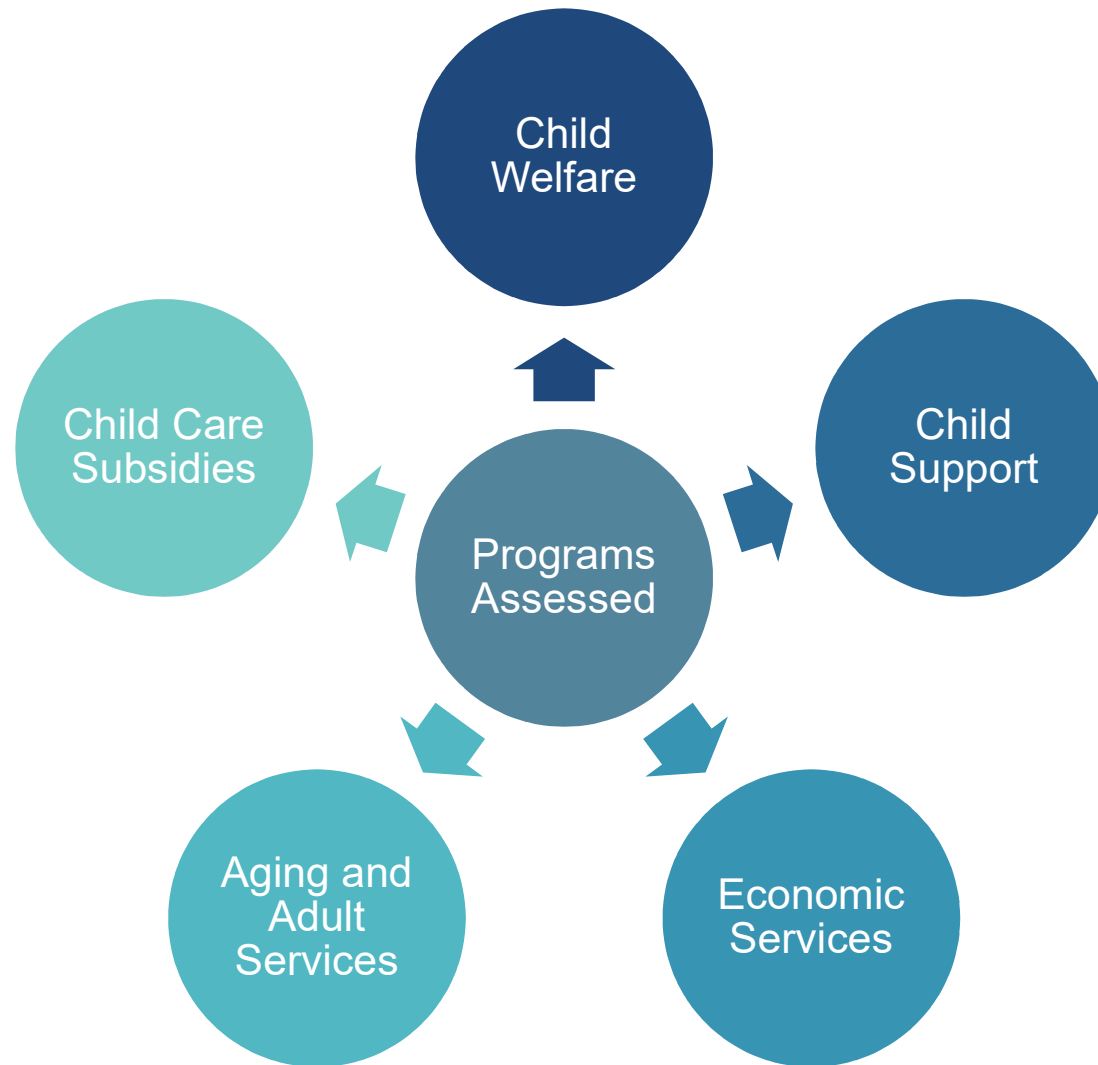 Child
Welfare
Child Care
Subsidies
Child
Support
Programs
Assessed
Aging and
Adult
Services
Economic
Services